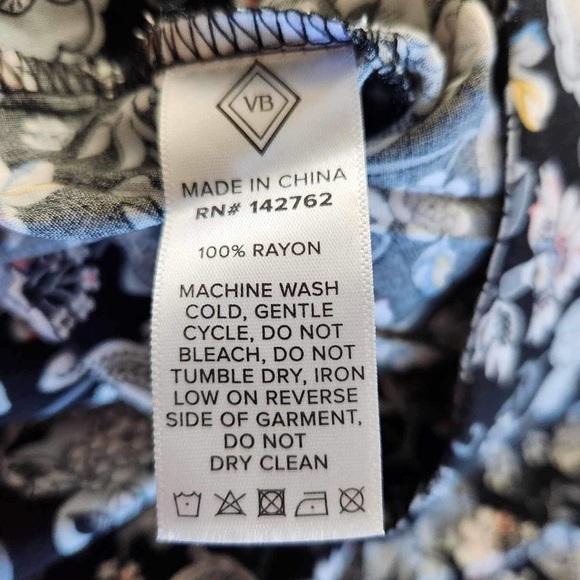 VB
MADE IN CHINA
RN# 142762
100% RAYON
MACHINE WASH
COLD, GENTLE
CYCLE, DO NOT
BLEACH, DO NOT
TUMBLE DRY, IRON
LOW ON REVERSE
SIDE OF GARMENT,
DO NOT
DRY CLEAN